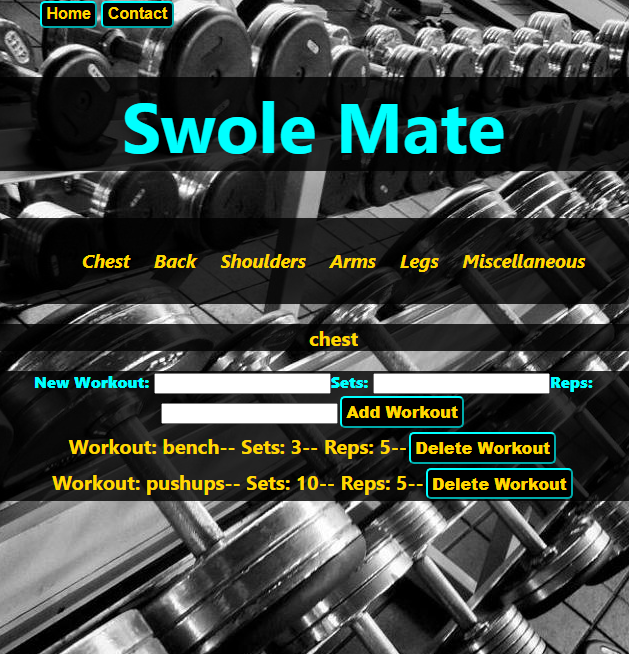 Home Contact
Swole Mate
Chest Back Shoulders Arms Legs Miscellaneous
chest
New Workout: Sets: Reps:
Add Workout
Workout: bench-- Sets: 3-- Reps: 5-- Delete Workout
Workout: pushups-- Sets: 10-- Reps: 5-- Delete Workout